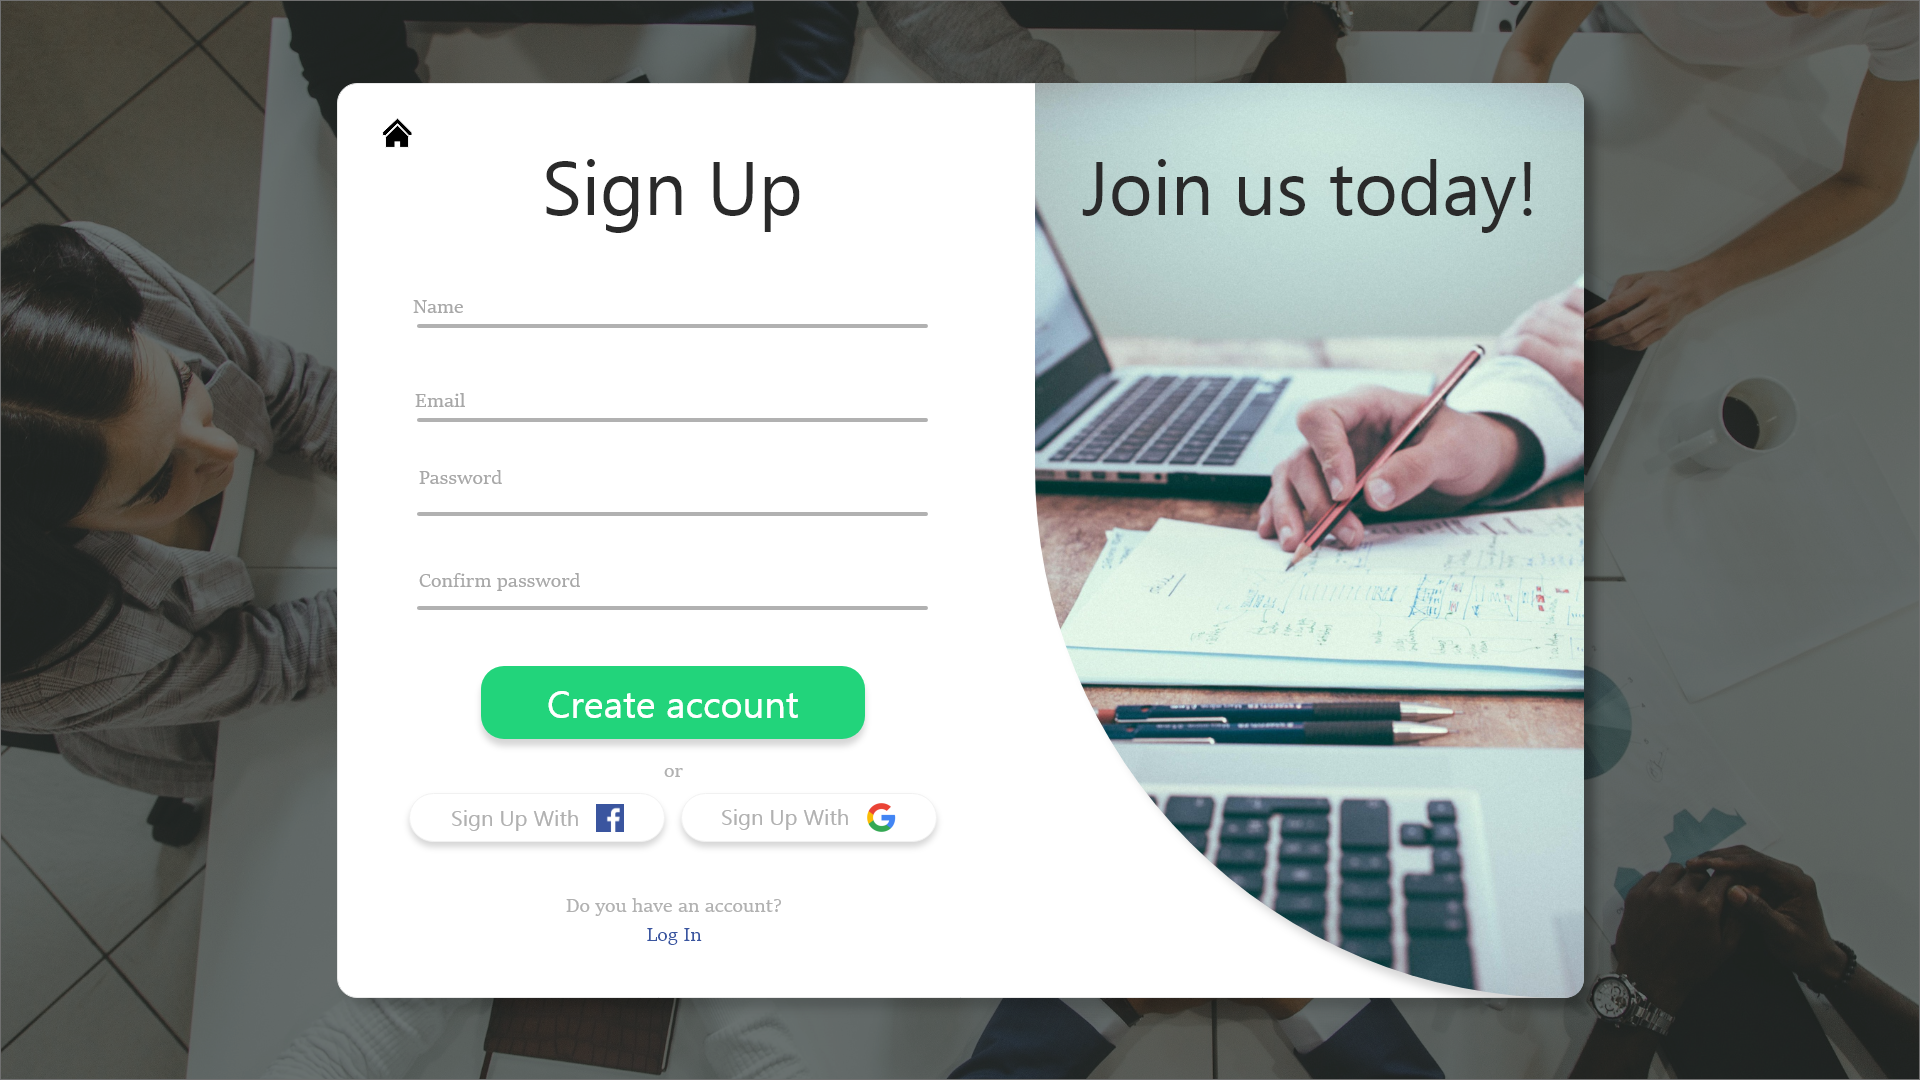 Sign Up
Join us today!
Name
Email
Password
Confirm password
Create account
or
Sign Up With
Sign Up With
Do you have an account?
Log In